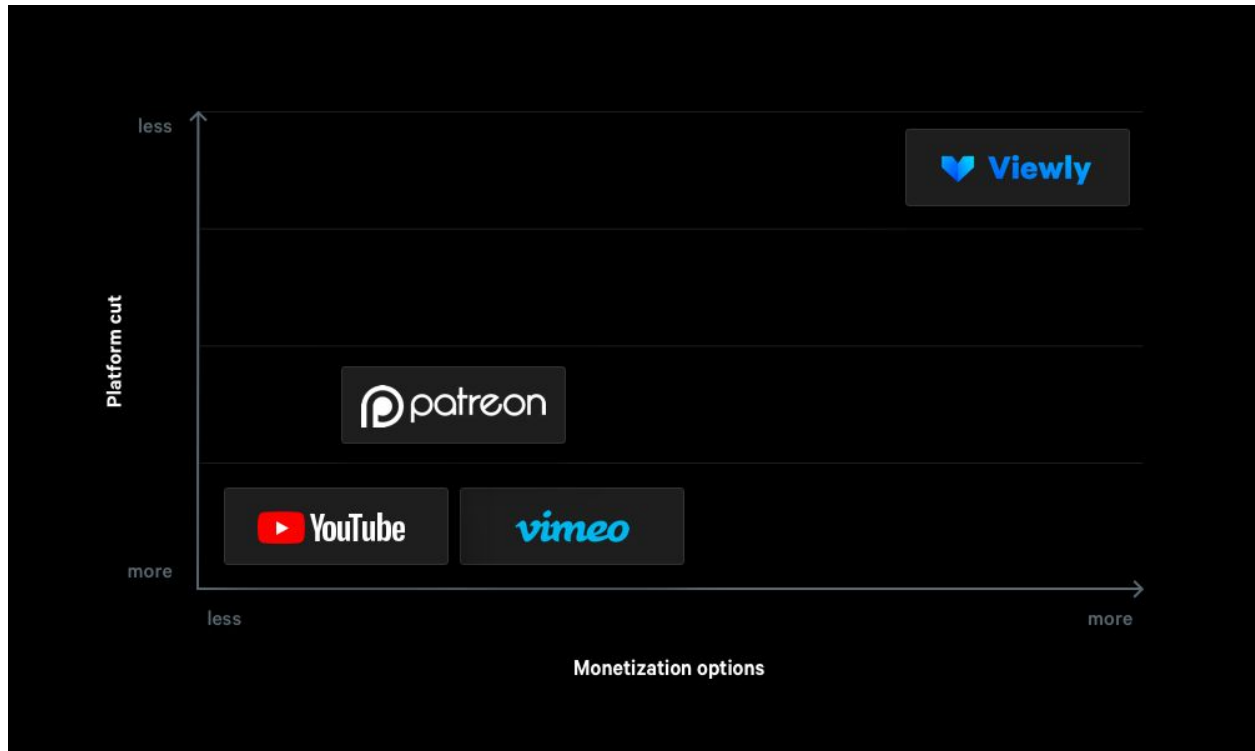 less
Viewly
Platform cut
patreon
YouTube
vimeo
more
less
more
Monetization options